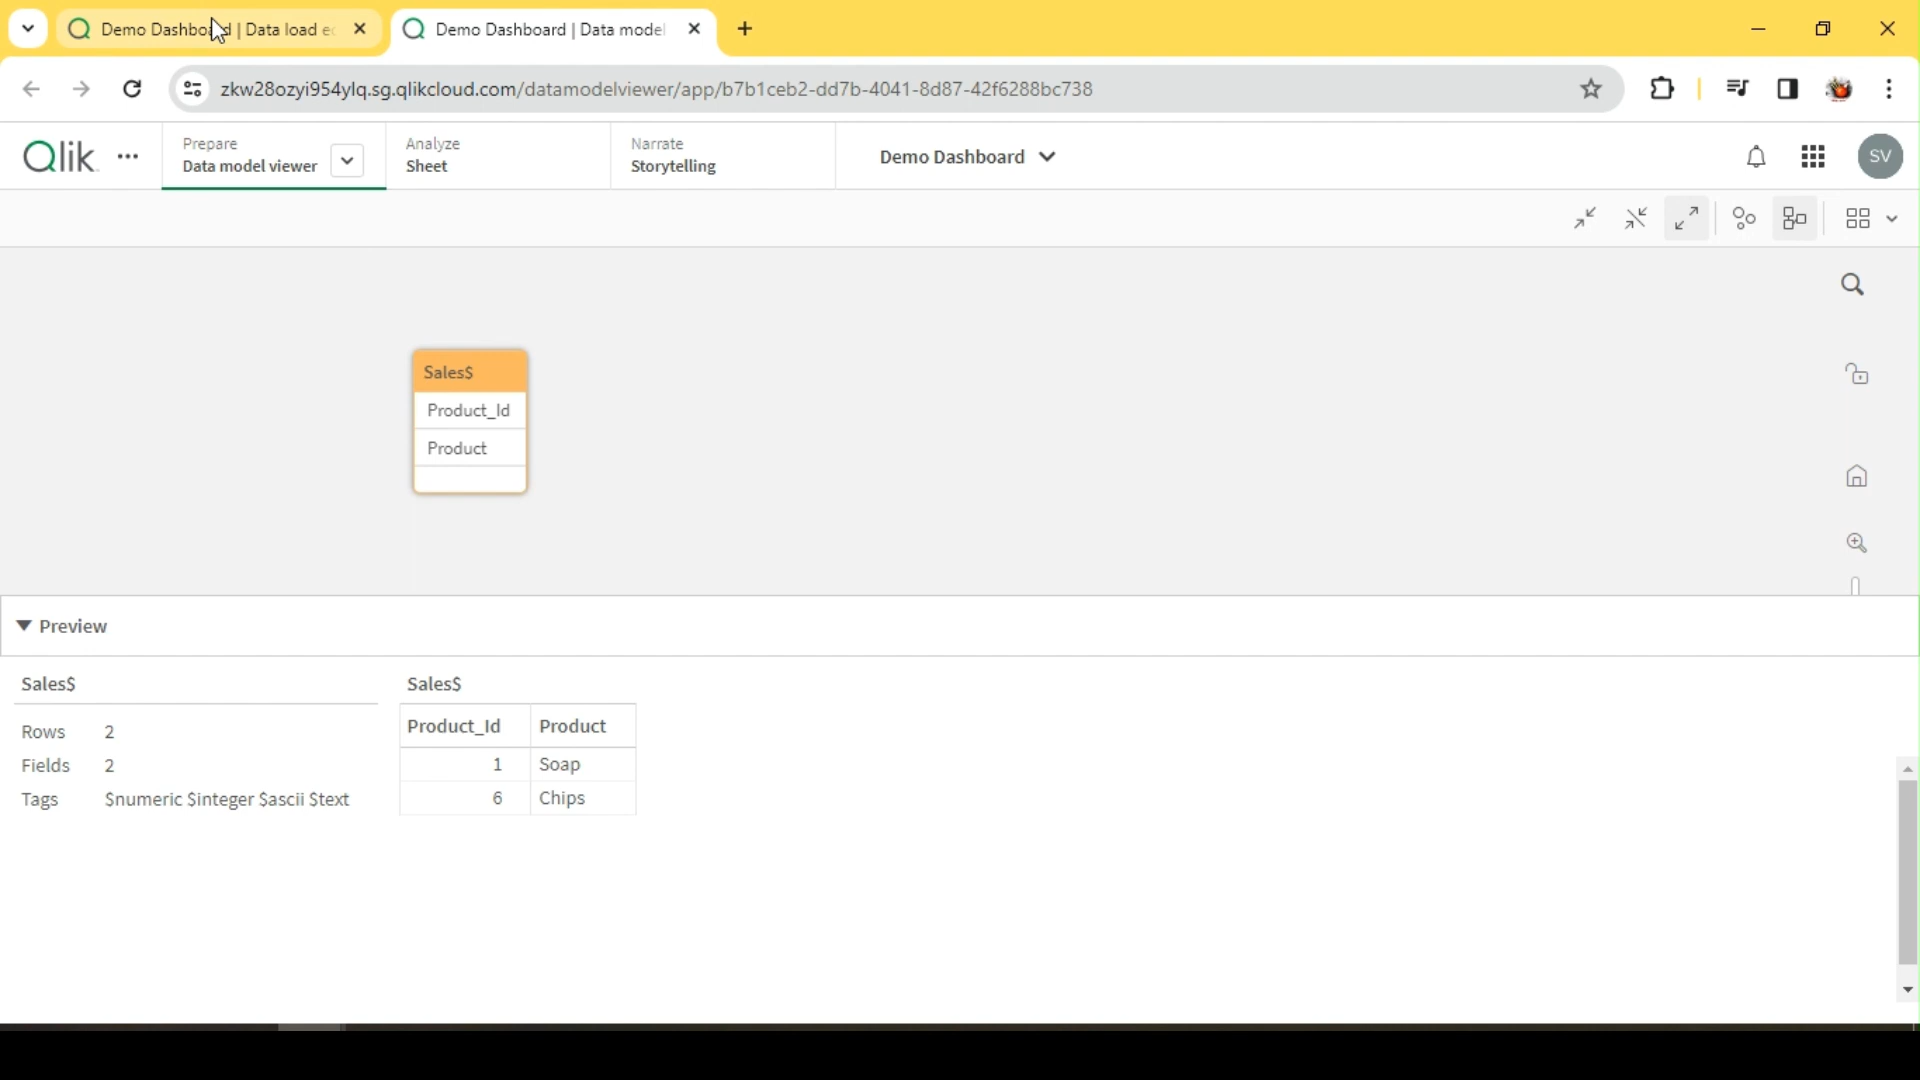 Demo Dashboard | Data load ec
Demo Dashboard | Data model
zkw28ozyi954ylq.sg.qlikcloud.com/datamodelviewer/app/b7b1ceb2-dd7b-4041-8d87-42f6288bc738
Qlik
Prepare
Data model viewer
Analyze
Sheet
Narrate
Storytelling
Demo Dashboard
SV
Sales$
Product_Id
Product
Preview
Sales$
Rows 2
Fields 2
Tags $numeric $integer $ascii $text
Sales$
Product_Id Product
1 Soap
6 Chips